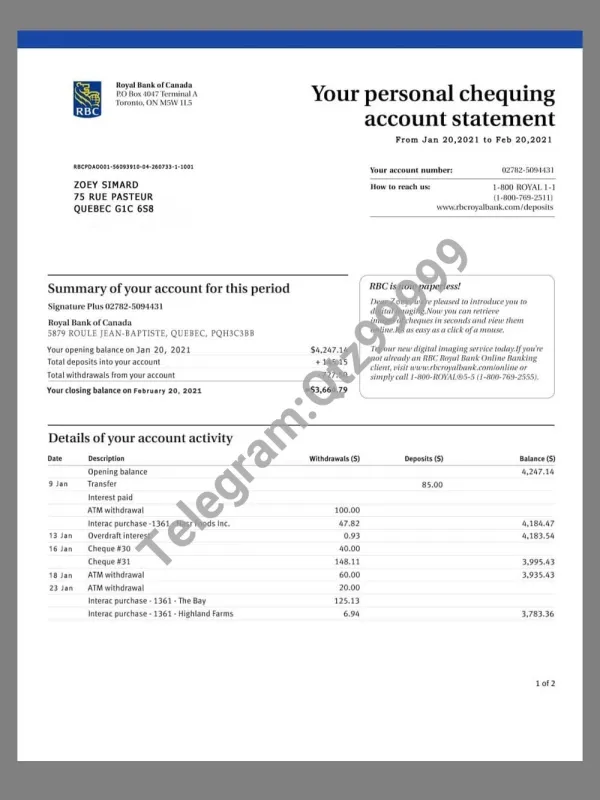 RBC
Royal Bank of Canada
P.O Box 4047 Terminal A
Toronto, ON M5W 1L5
Your personal chequing
account statement
From Jan 20,2021 to Feb 20,2021
RBCPDAD001-56093910-04-260733-1-1001
ZOEY SIMARD
75 RUE PASTEUR
QUEBEC G1C 6S8
Your account number: 02782-5094431
How to reach us: 1-800 ROYAL 1-1
(1-800-769-2511)
www.rbcroyalbank.com/deposits
Summary of your account for this period
Signature Plus 02782-5094431
Royal Bank of Canada
5879 ROULE JEAN-BAPTISTE, QUEBEC, PQH3C3B8
Your opening balance on Jan 20, 2021 $4,247.14
Total deposits into your account
Total withdrawals from your account
Your closing balance on February 20, 2021
RBC is now paperless!
pleased to introduce you to
digital imaging.Now you can retrieve
cheques in seconds and view them
as easy as a click of a mouse.
our new digital imaging service today.If you're
not already an RBC Royal Bank Online Banking
client, visit www.rbcroyalbank.com/online or
simply call 1-800-ROYAL®5-5 (1-800-769-2555).
Details of your account activity
Date Description Withdrawals ($) Deposits ($) Balance ($)
Opening balance 4,247.14
9 Jan Transfer 85.00
Interest paid
ATM withdrawal 100.00
Interac purchase -1361 - Foods Inc. 47.82 4,184.47
13 Jan Overdraft interest 0.93 4,183.54
16 Jan Cheque #30 40.00
Cheque #31 148.11 3,995.43
18 Jan ATM withdrawal 60.00 3,935.43
23 Jan ATM withdrawal 20.00
Interac purchase - 1361 - The Bay 125.13
Interac purchase - 1361 - Highland Farms 6.94 3,783.36
1 of 2
Telegram:Qtz99999